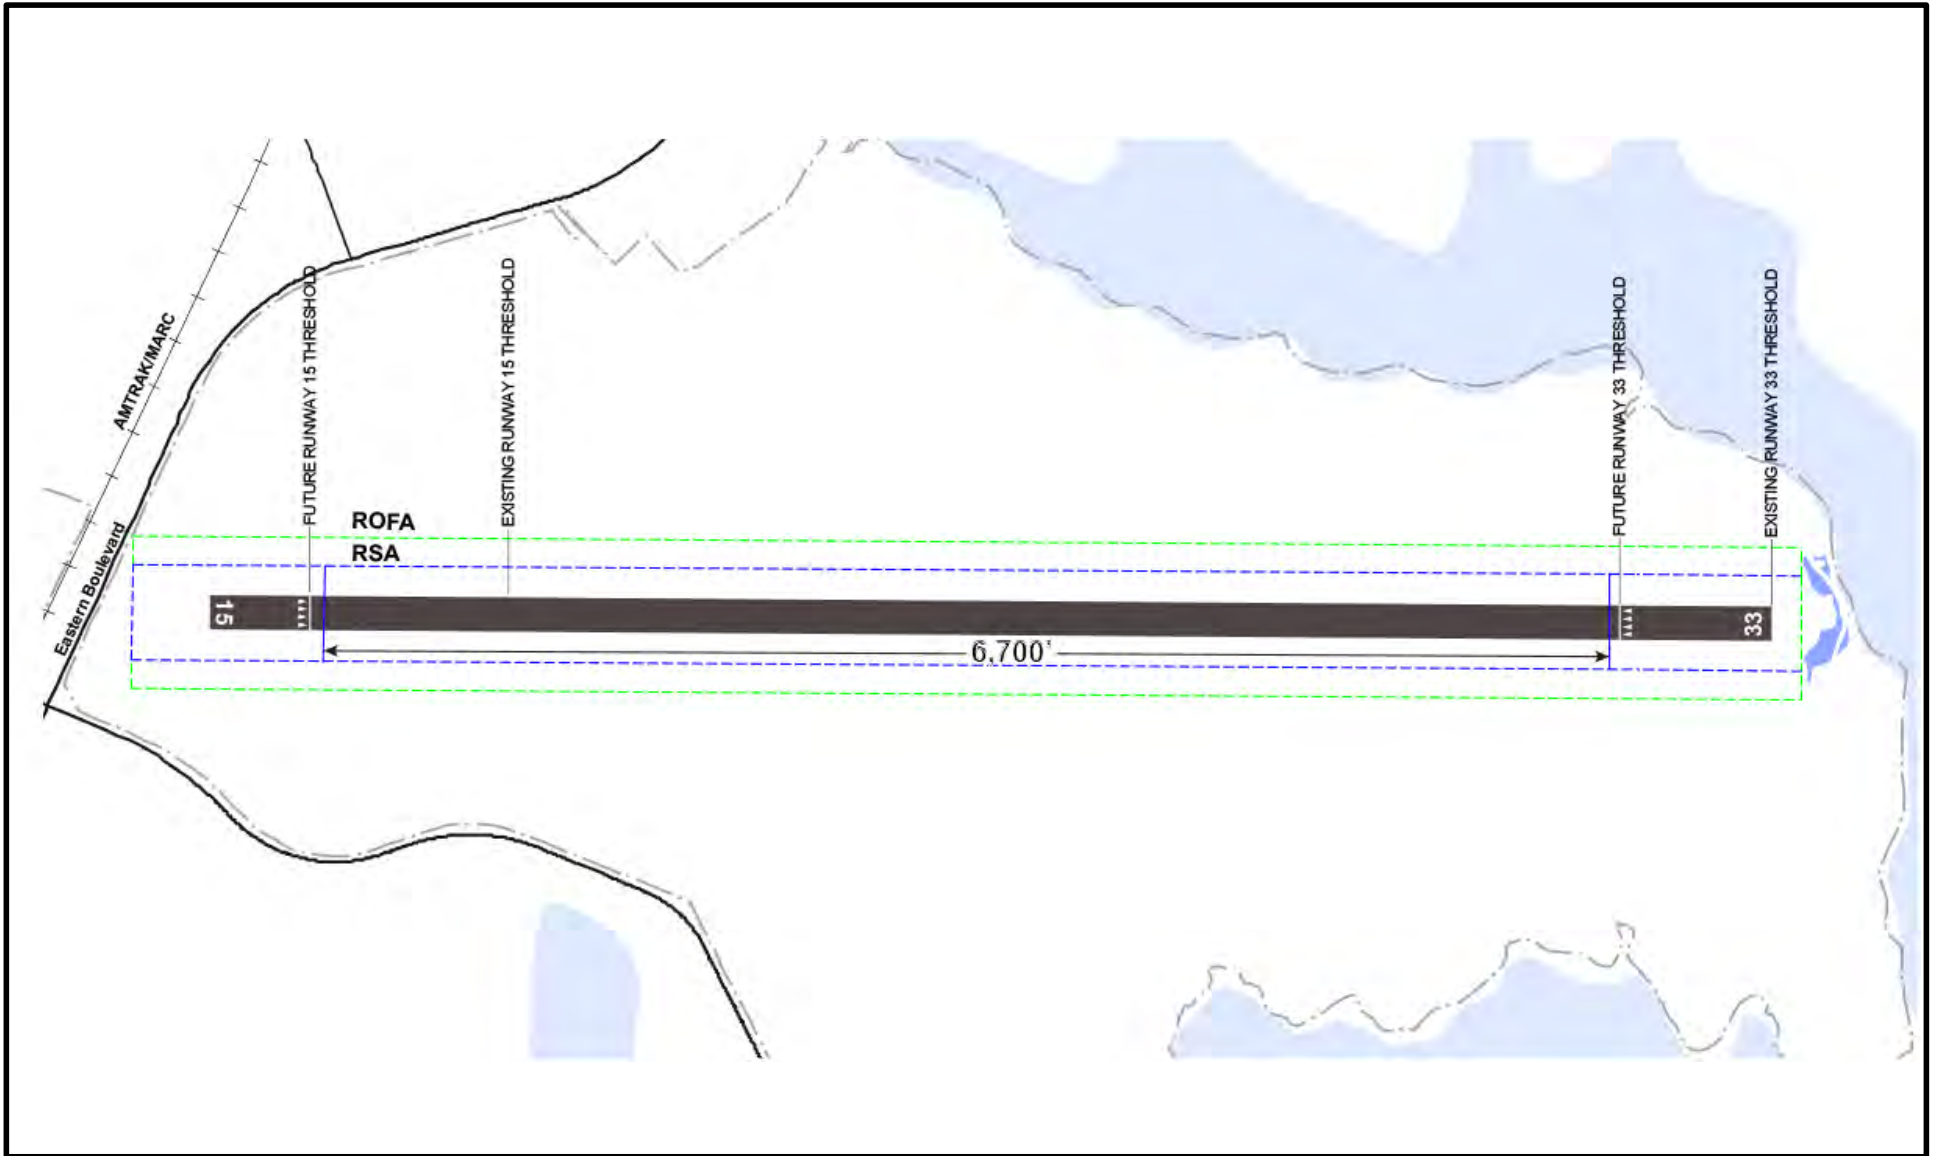 AMTRAK/MARC
Eastern Boulevard
FUTURE RUNWAY 15 THRESHOLD
EXISTING RUNWAY 15 THRESHOLD
FUTURE RUNWAY 33 THRESHOLD
EXISTING RUNWAY 33 THRESHOLD
ROFA
RSA
15
33
6,700'